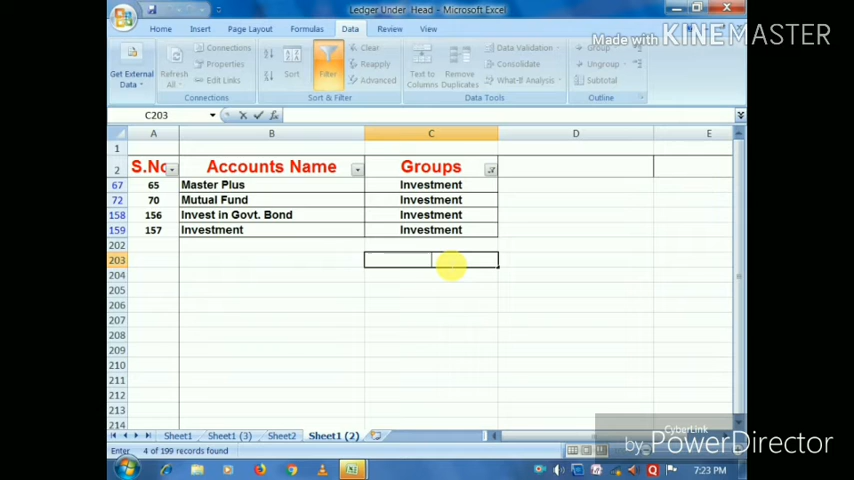 Ledger Under Head - Microsoft Excel
Home Insert Page Layout Formulas Data Review View
Made with KINEMASTER
Get External Data
Refresh All
Connections
Properties
Edit Links
Connections
Sort
Filter
Clear
Reapply
Advanced
Sort & Filter
Text to Columns
Remove Duplicates
Data Validation
Consolidate
What-If Analysis
Data Tools
Group
Ungroup
Subtotal
Outline
C203
A B C D E
1
2 S.No Accounts Name Groups
67 65 Master Plus Investment
72 70 Mutual Fund Investment
158 156 Invest in Govt. Bond Investment
159 157 Investment Investment
202
203
204
205
206
207
208
209
210
211
212
213
214
Sheet1 Sheet1 (3) Sheet2 Sheet1 (2)
Enter 4 of 199 records found
CyberLink
by PowerDirector
7:23 PM